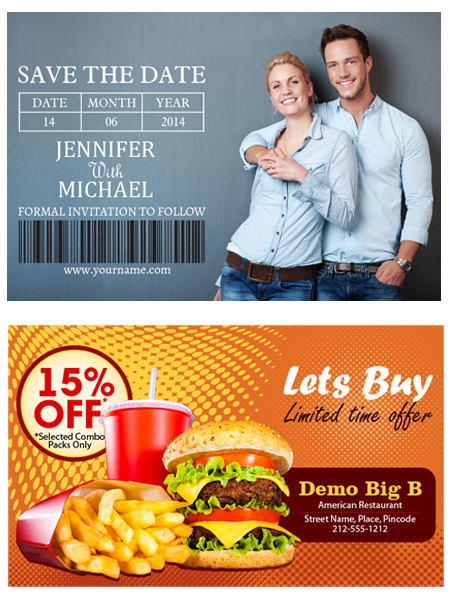 SAVE THE DATE
DATE MONTH YEAR
14 06 2014
JENNIFER
With
MICHAEL
FORMAL INVITATION TO FOLLOW
www.yourname.com
15%
OFF*
*Selected Combo
Packs Only
Lets Buy
Limited time offer
Demo Big B
American Restaurant
Street Name, Place, Pincode
212-555-1212